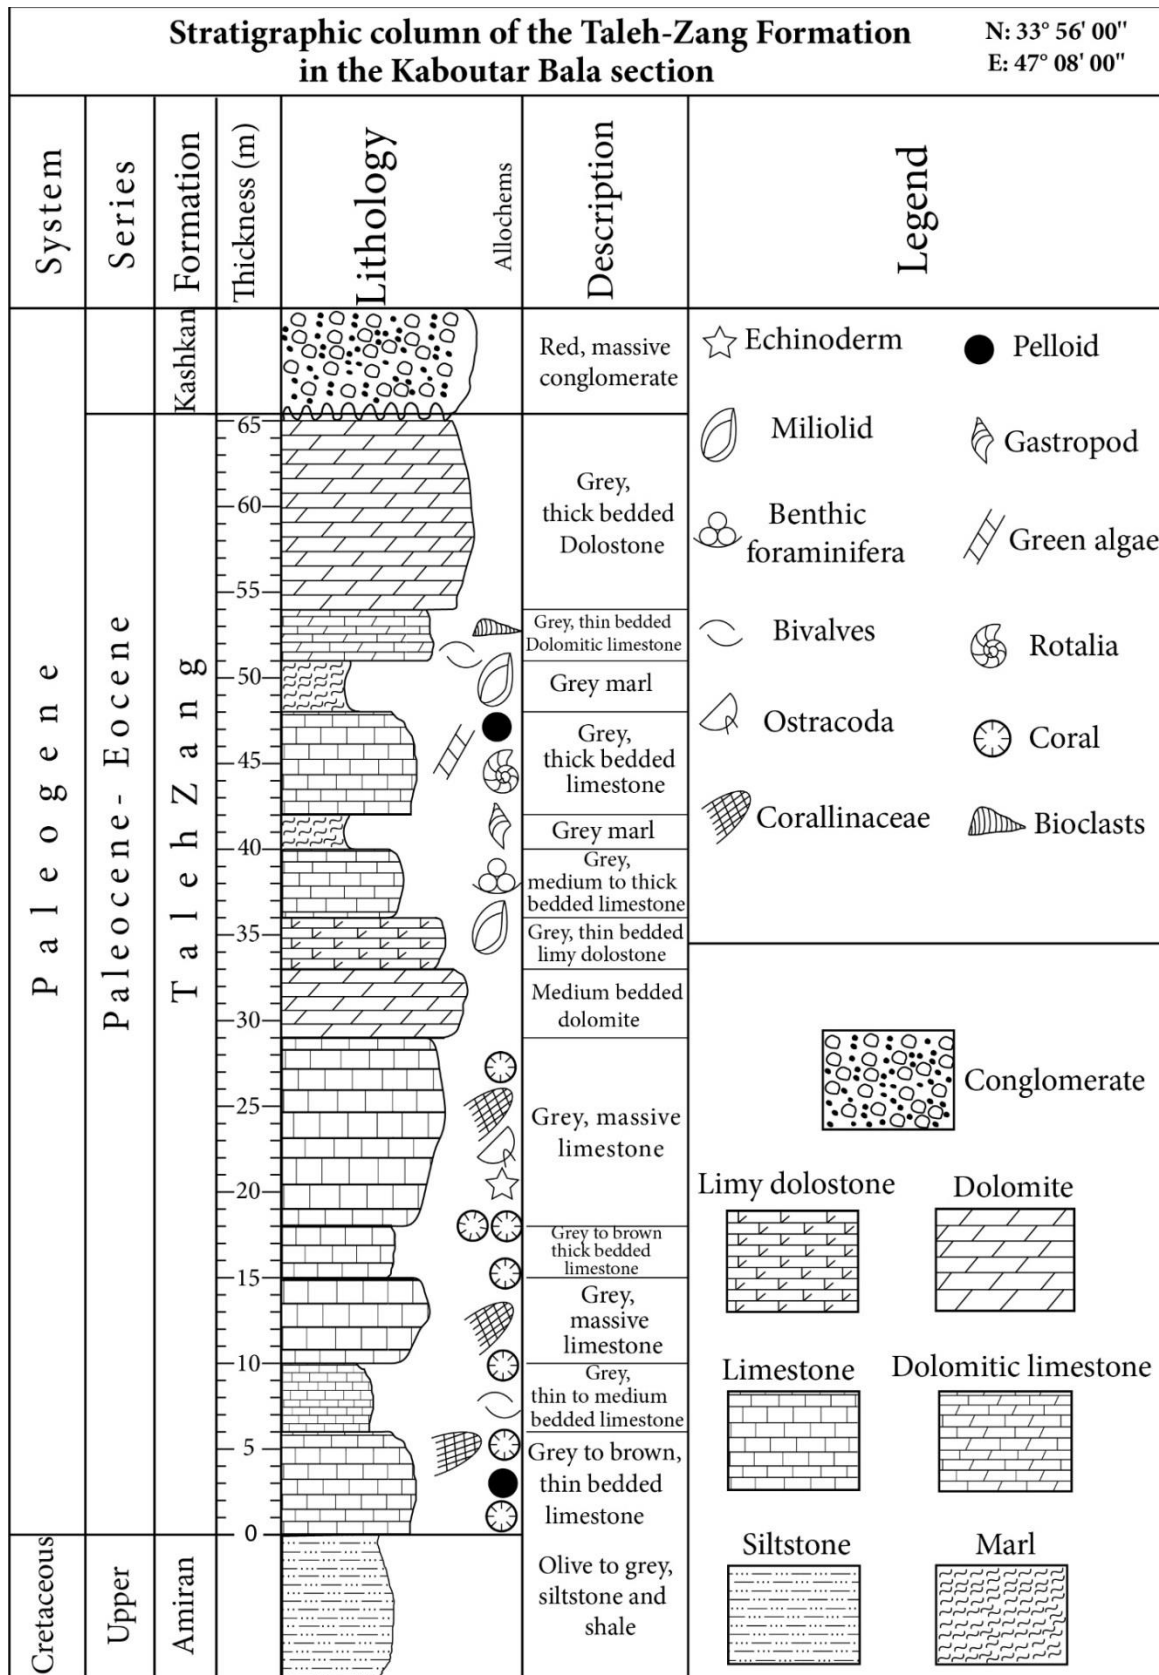 Stratigraphic column of the Taleh-Zang Formation
in the Kaboutar Bala section
N: 33° 56' 00"
E: 47° 08' 00"
System
Series
Formation
Thickness (m)
Lithology
Allochems
Description
Legend
Paleogene
Cretaceous
Paleocene- Eocene
Upper
Kashkan
Taleh Zang
Amiran
65
60
55
50
45
40
35
30
25
20
15
10
5
0
Red, massive
conglomerate
Grey,
thick bedded
Dolostone
Grey, thin bedded
Dolomitic limestone
Grey marl
Grey,
thick bedded
limestone
Grey marl
Grey,
medium to thick
bedded limestone
Grey, thin bedded
limy dolostone
Medium bedded
dolomite
Grey, massive
limestone
Grey to brown
thick bedded
limestone
Grey,
massive
limestone
Grey,
thin to medium
bedded limestone
Grey to brown,
thin bedded
limestone
Olive to grey,
siltstone and
shale
Echinoderm
Pelloid
Miliolid
Gastropod
Benthic
foraminifera
Green algae
Bivalves
Rotalia
Ostracoda
Coral
Corallinaceae
Bioclasts
Conglomerate
Limy dolostone
Dolomite
Limestone
Dolomitic limestone
Siltstone
Marl